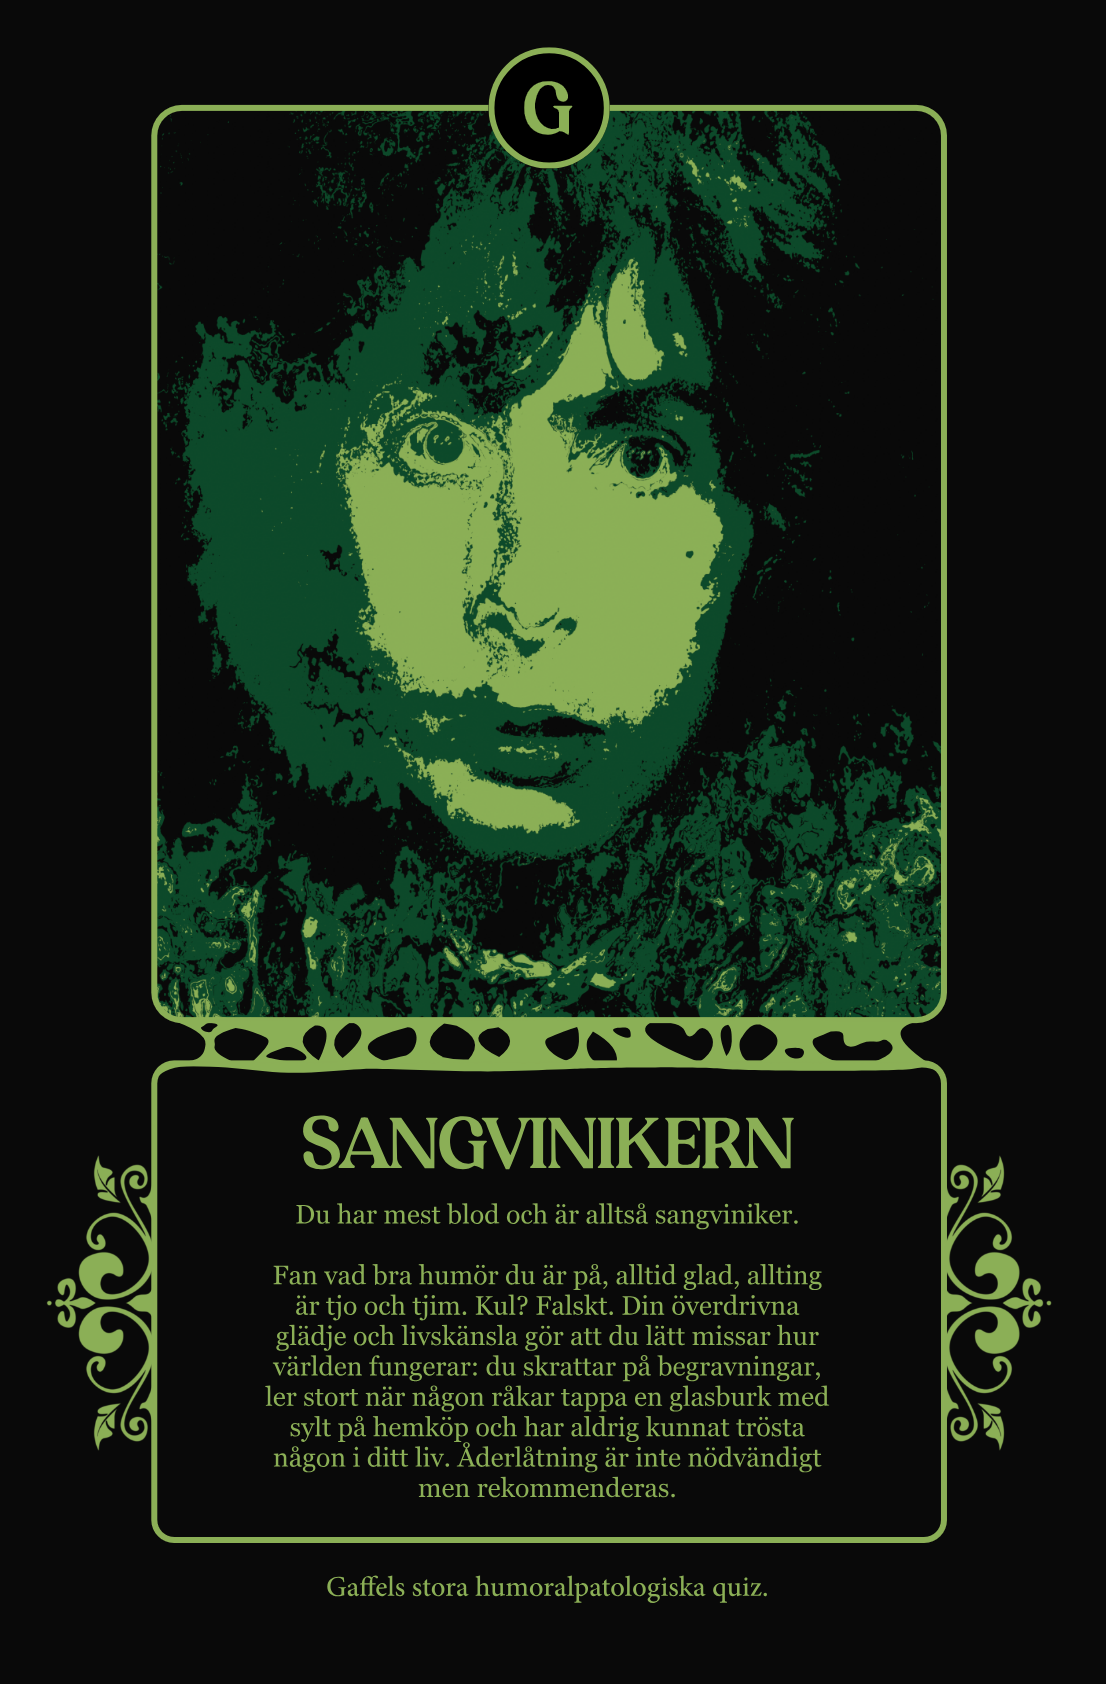 G
SANGVINIKERN
Du har mest blod och är alltså sangviniker.
Fan vad bra humör du är på, alltid glad, allting
är tjo och tjim. Kul? Falskt. Din överdrivna
glädje och livskänsla gör att du lätt missar hur
världen fungerar: du skrattar på begravningar,
ler stort när någon råkar tappa en glasburk med
sylt på hemköp och har aldrig kunnat trösta
någon i ditt liv. Åderlåtning är inte nödvändigt
men rekommenderas.
Gaffels stora humoralpatologiska quiz.